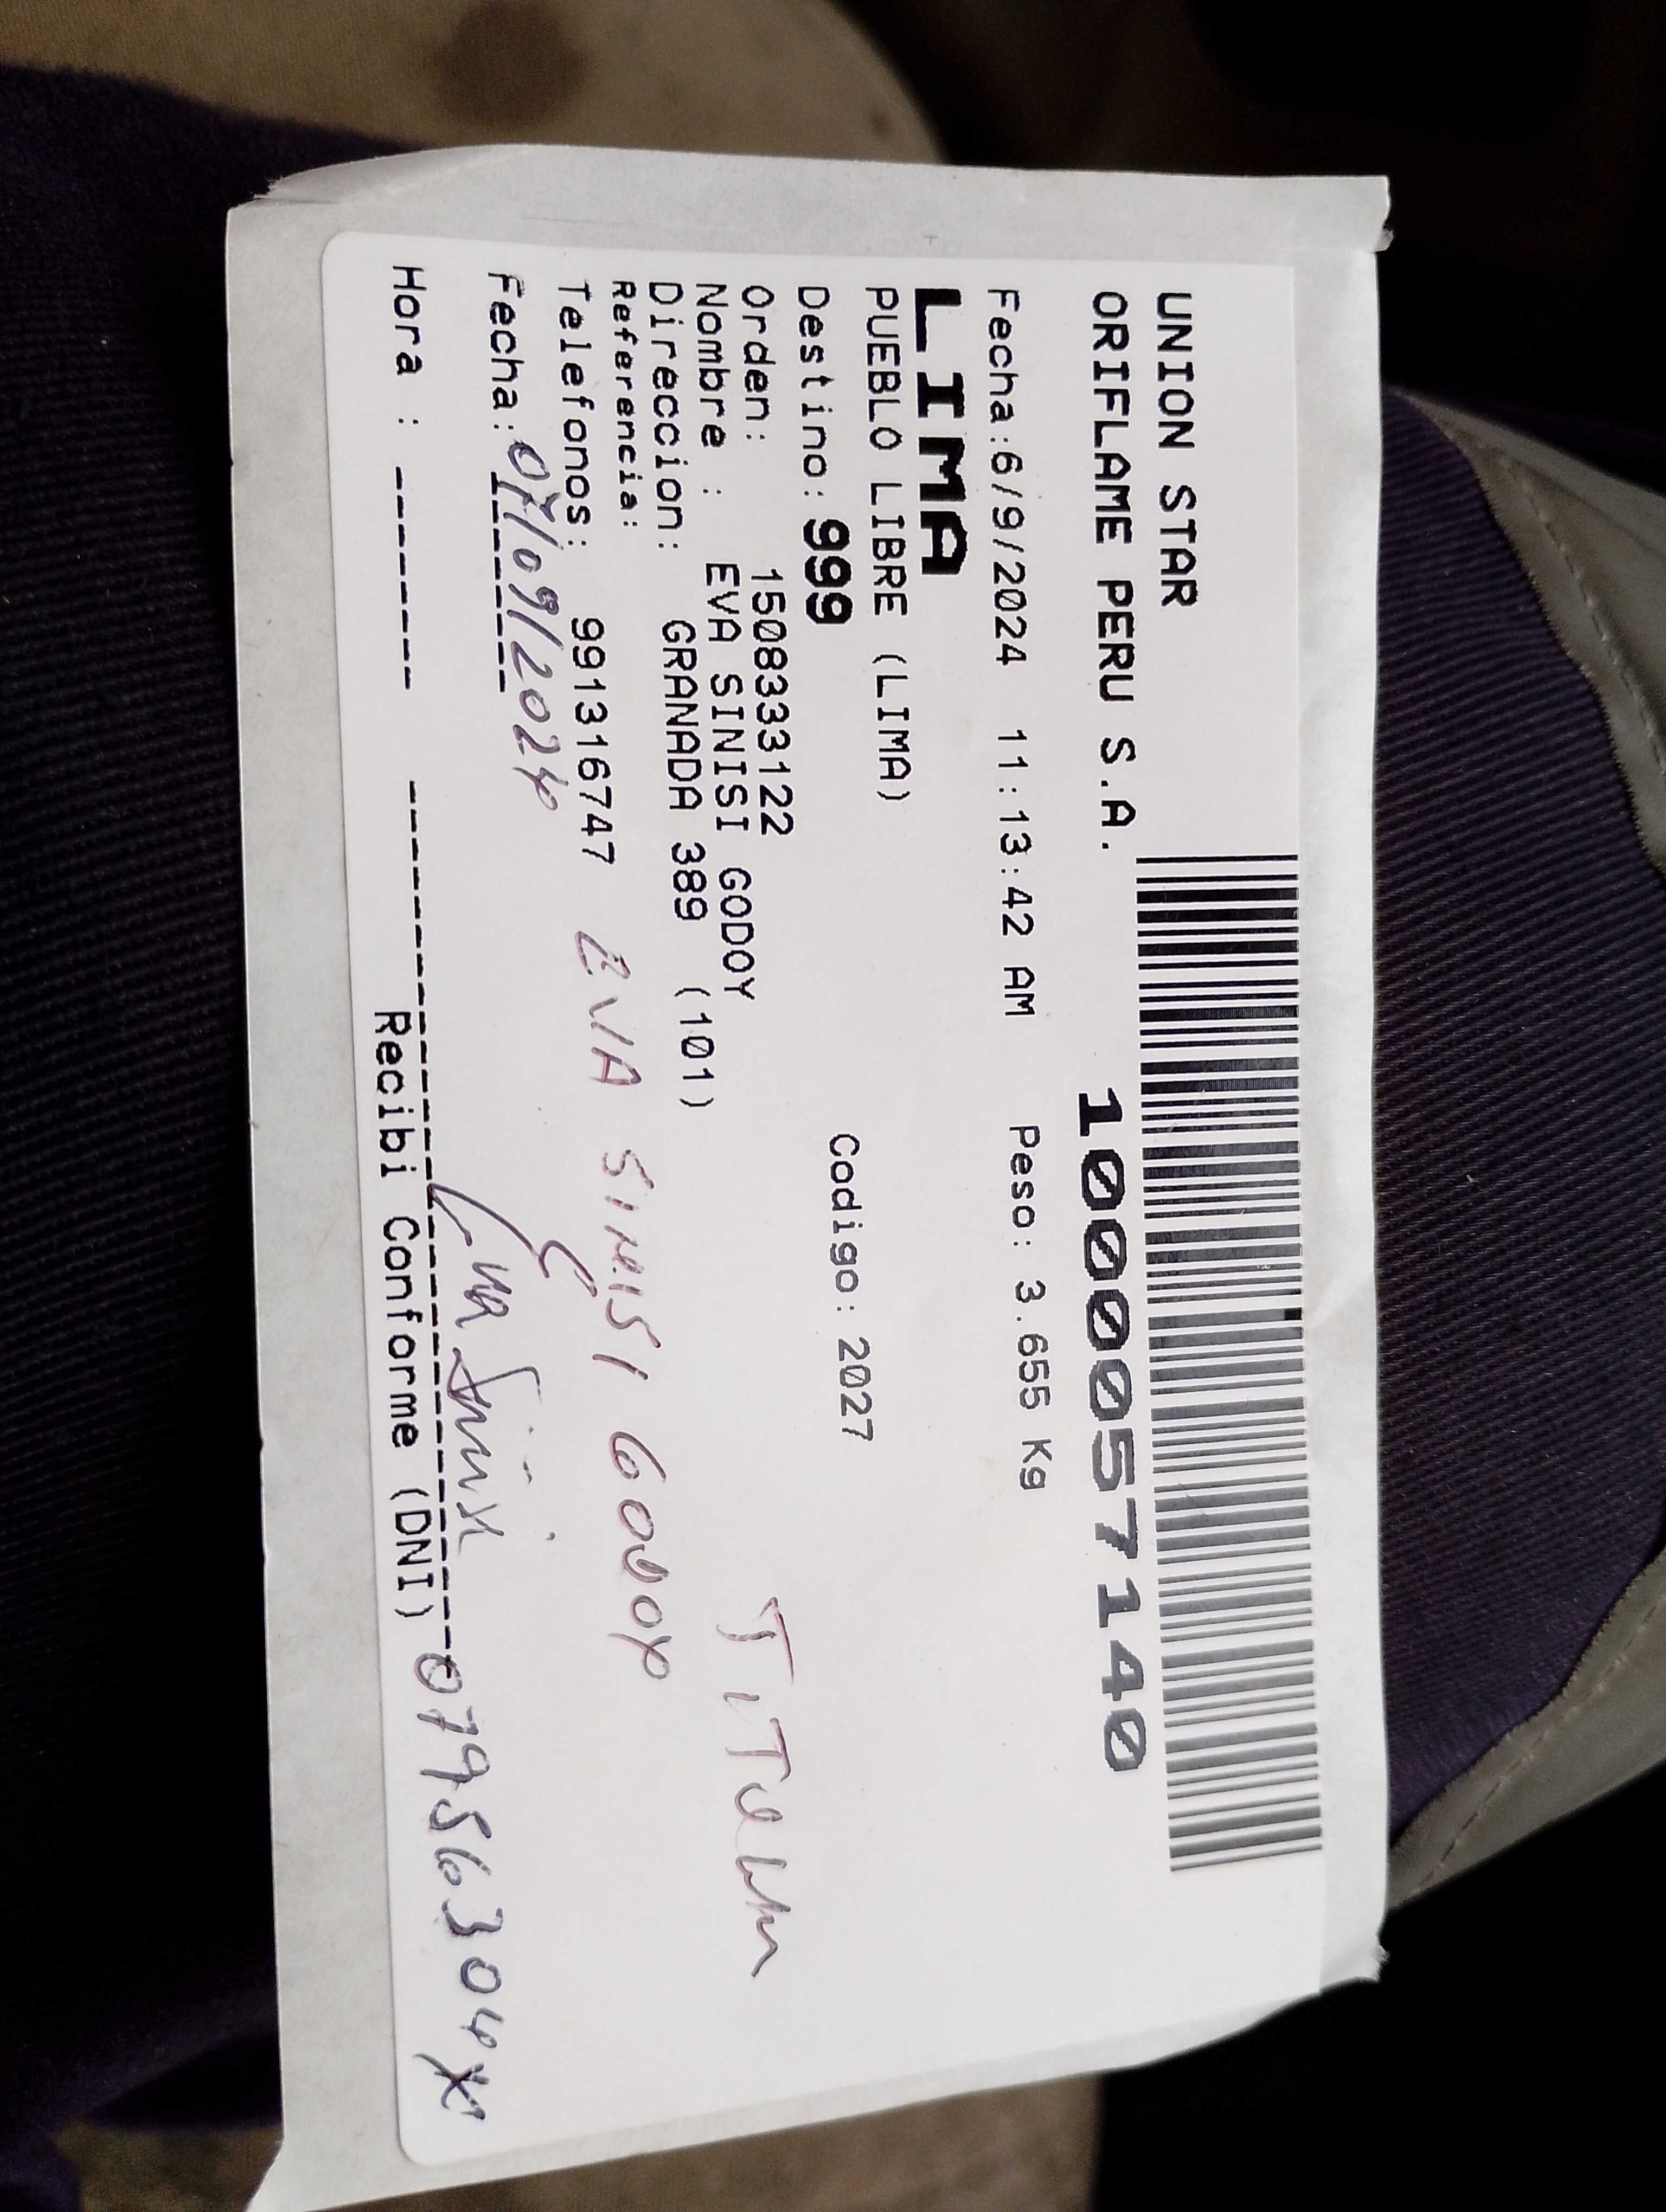 UNION STAR
ORIFLAME PERU S.A.
1000057140
Fecha:6/9/2024 11:13:42 AM Peso: 3.655 Kg
LIMA
PUEBLO LIBRE (LIMA)
Destino: 999 Codigo: 2027
Orden: 1508333122
Nombre : EVA SINISI GODOY
Direccion: GRANADA 389 (101)
Referencia:
Telefonos: 991316747
EVA SINISI GODOY
Fecha: 07/09/2024
Eva Sinisi
Hora :
Recibi Conforme (DNI) 07956304